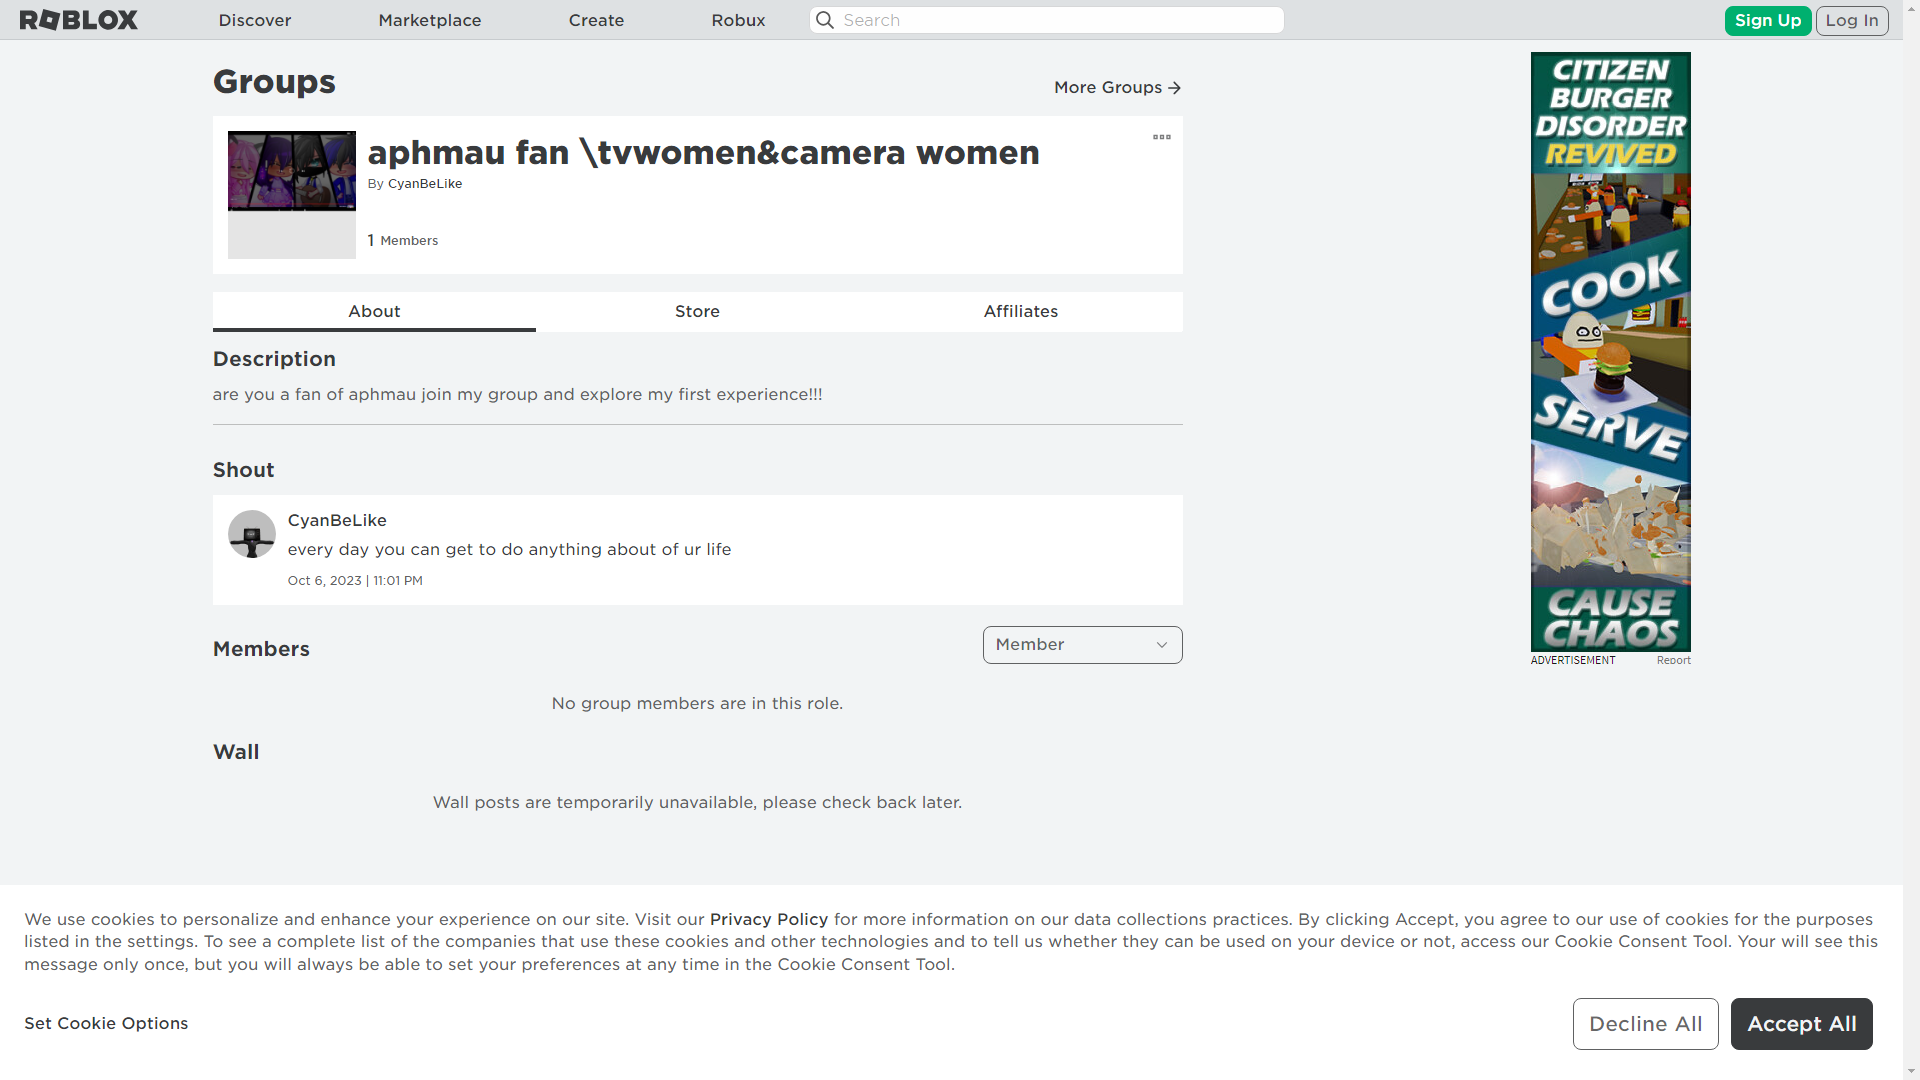 ROBLOX
Discover
Marketplace
Create
Robux
Search
Sign Up
Log In
Groups
More Groups
aphmau fan \tvwomen&camera women
By CyanBeLike
1 Members
About
Store
Affiliates
Description
are you a fan of aphmau join my group and explore my first experience!!!
Shout
CyanBeLike
every day you can get to do anything about of ur life
Oct 6, 2023 | 11:01 PM
Members
Member
No group members are in this role.
Wall
Wall posts are temporarily unavailable, please check back later.
CITIZEN
BURGER
DISORDER
REVIVED
COOK
SERVE
CAUSE
CHAOS
ADVERTISEMENT
Report
We use cookies to personalize and enhance your experience on our site. Visit our Privacy Policy for more information on our data collections practices. By clicking Accept, you agree to our use of cookies for the purposes
listed in the settings. To see a complete list of the companies that use these cookies and other technologies and to tell us whether they can be used on your device or not, access our Cookie Consent Tool. Your will see this
message only once, but you will always be able to set your preferences at any time in the Cookie Consent Tool.
Set Cookie Options
Decline All
Accept All